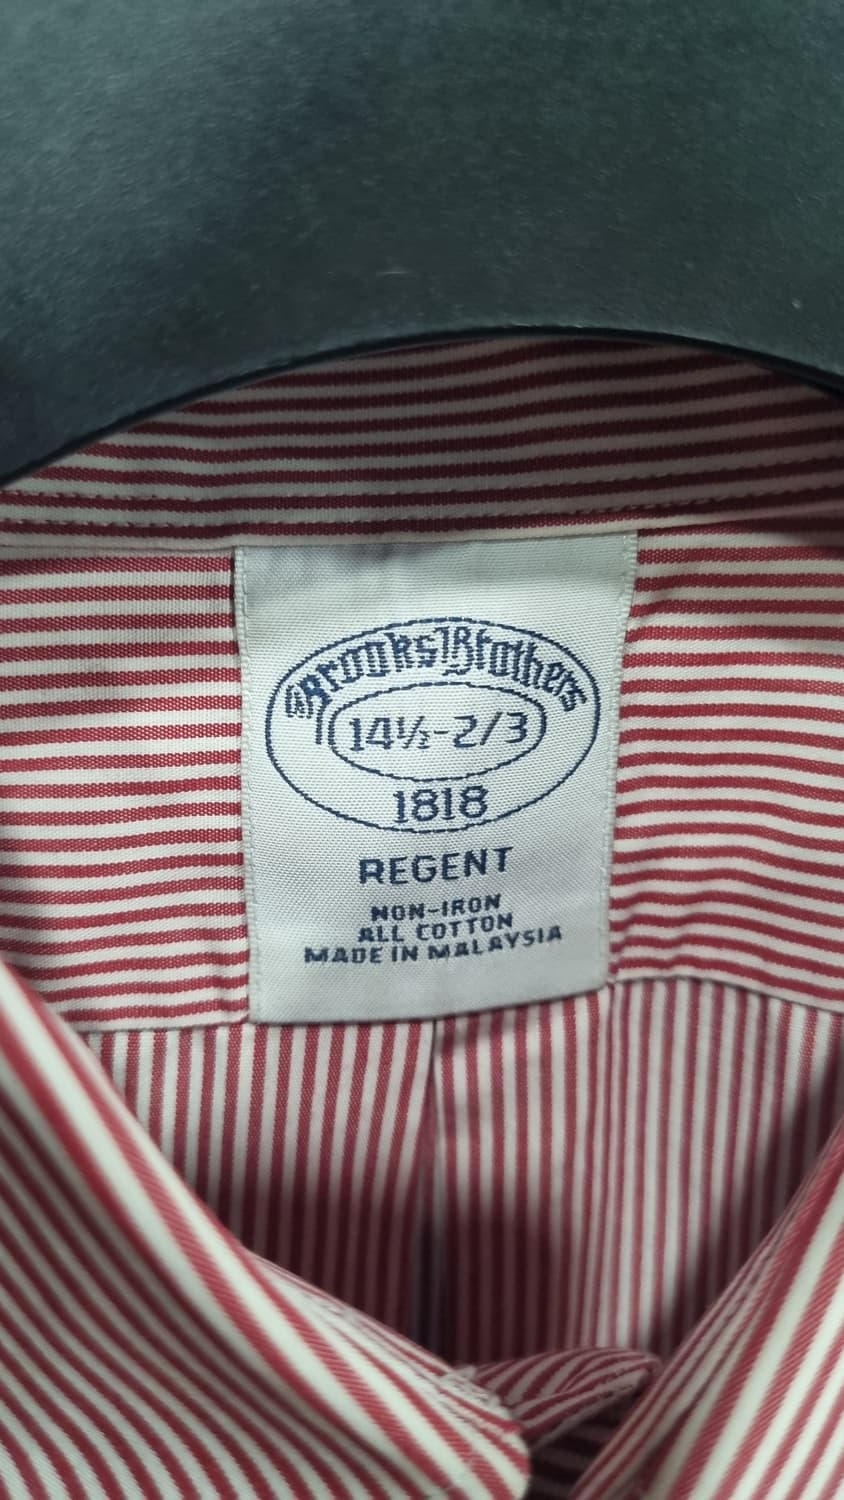 Brooks Brothers
14½-2/3
1818
REGENT
NON-IRON
ALL COTTON
MADE IN MALAYSIA